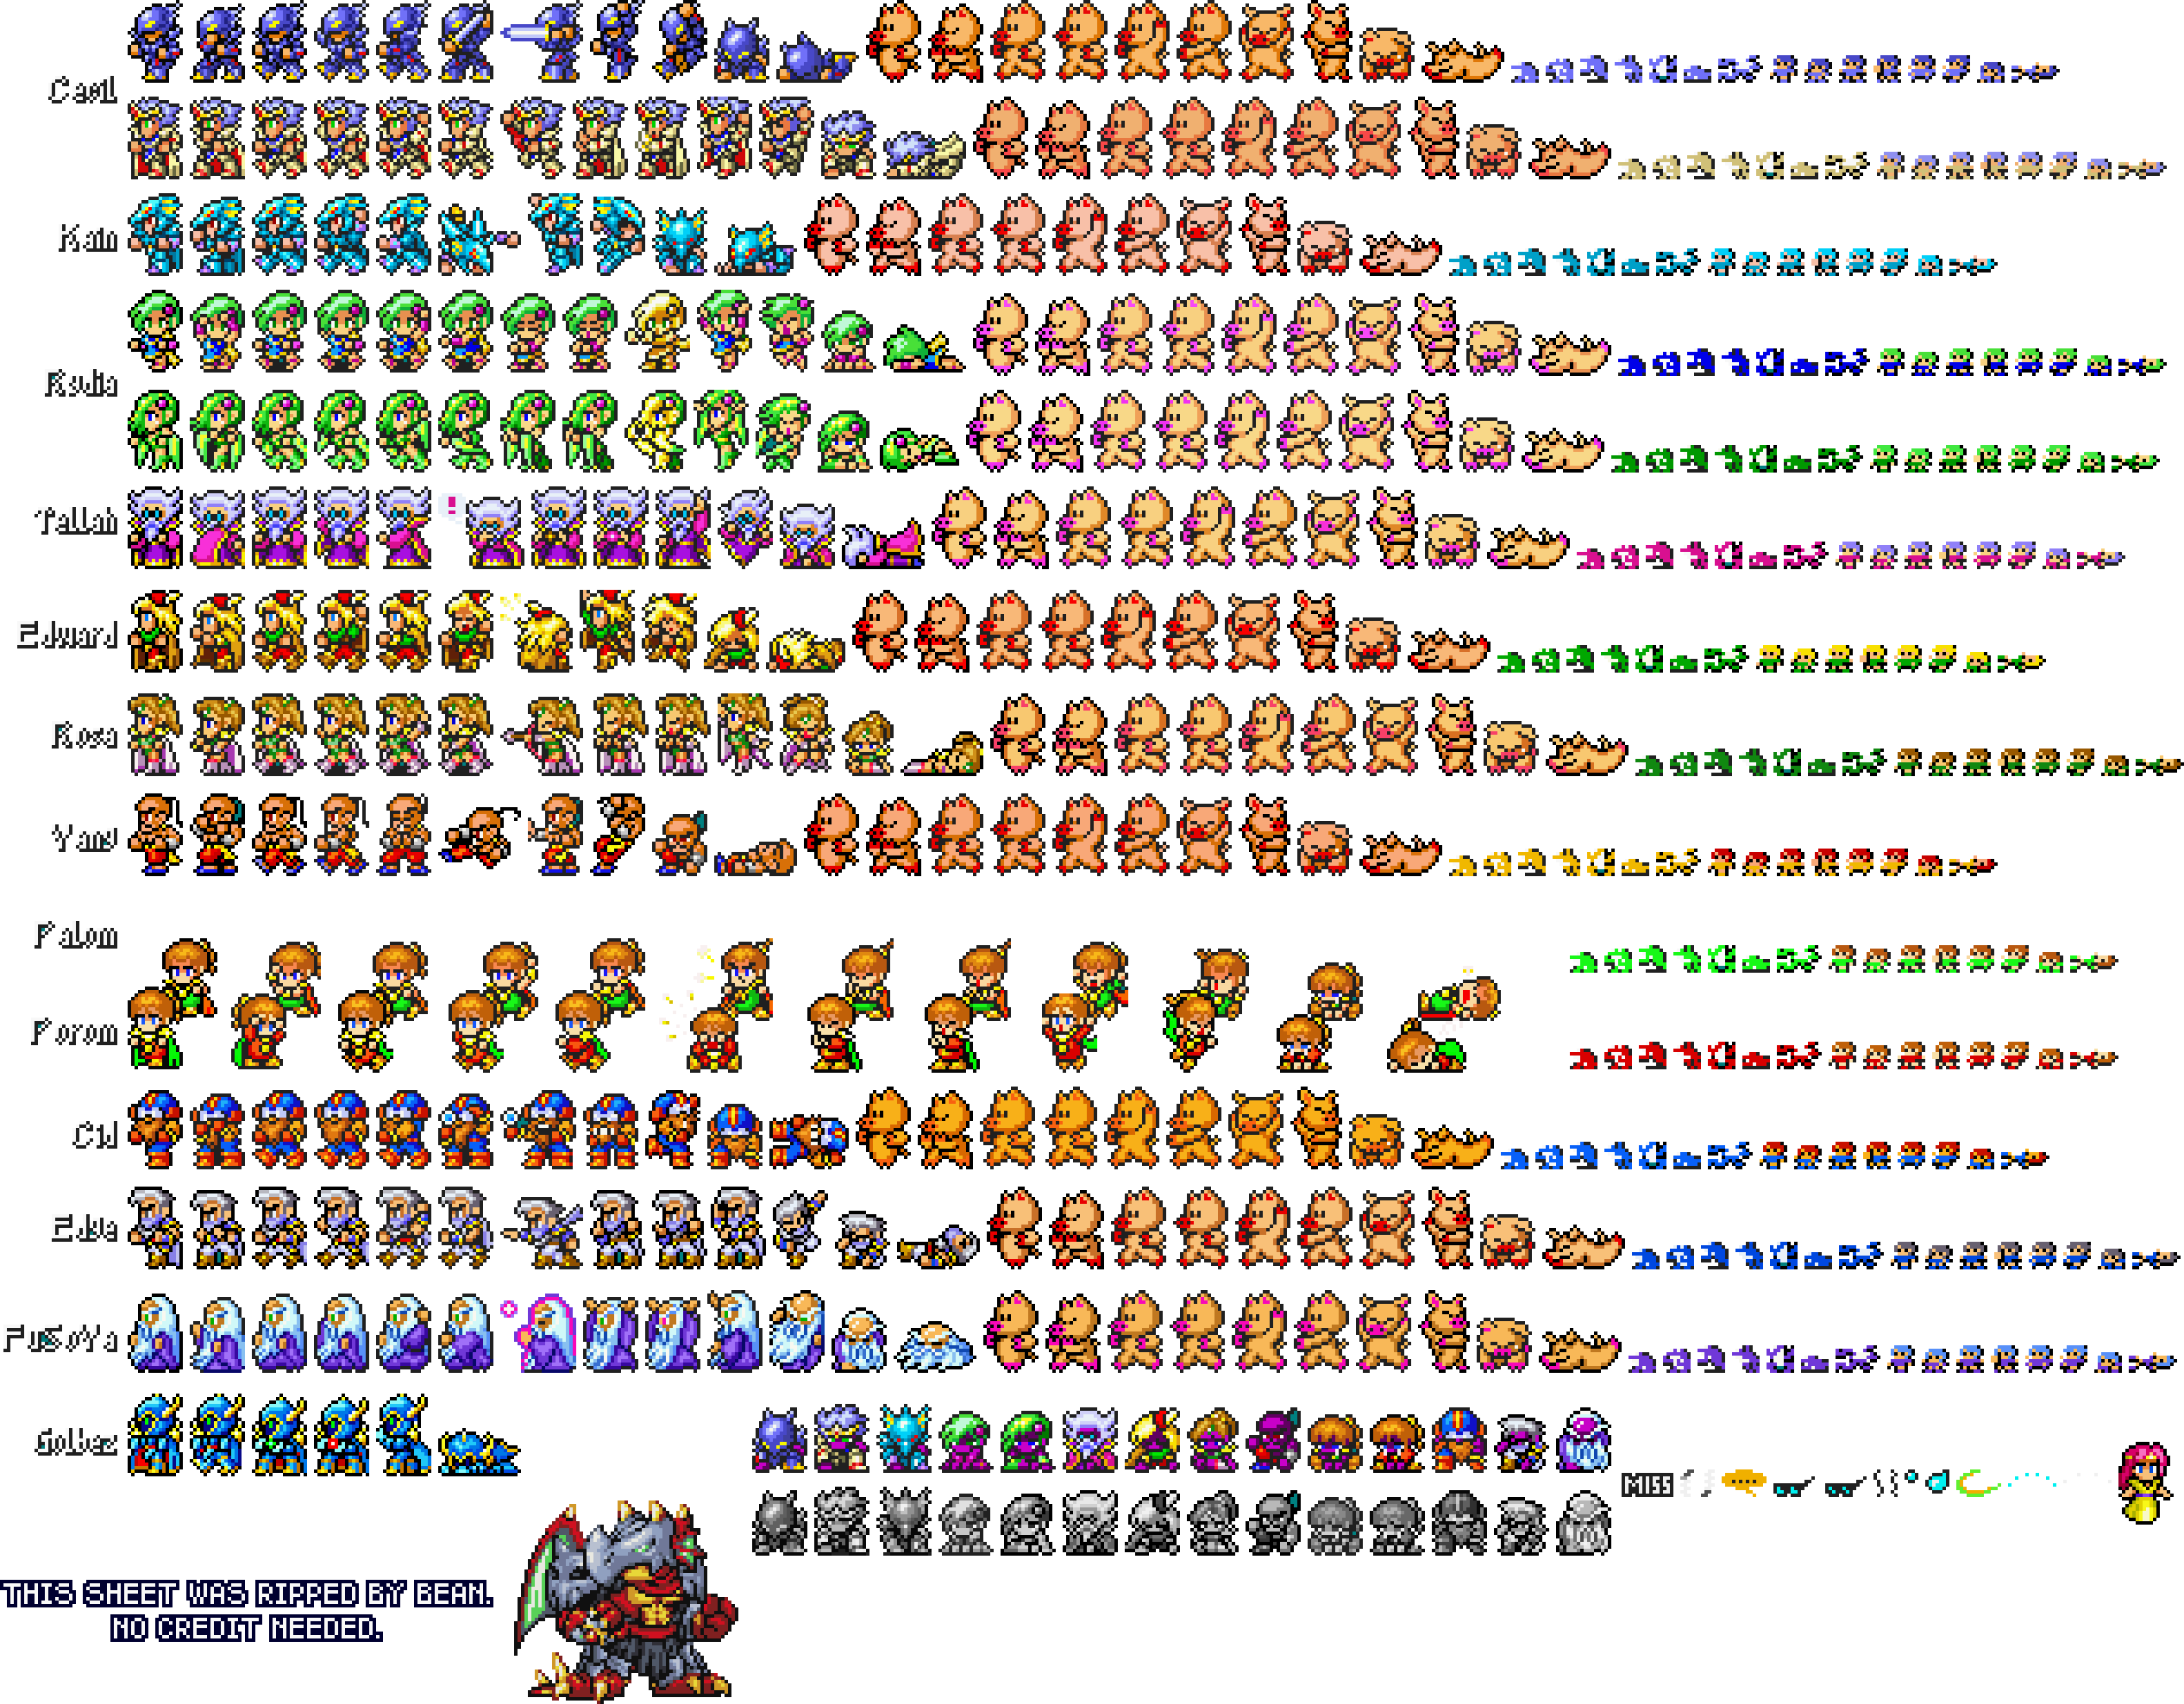 Cecil
Kain
Rydia
Tellah
!
Edward
Rosa
Yang
Palom
Porom
Cid
Edge
FuSoYa
Golbez
MISS
THIS SHEET WAS RIPPED BY BEAN.
NO CREDIT NEEDED.